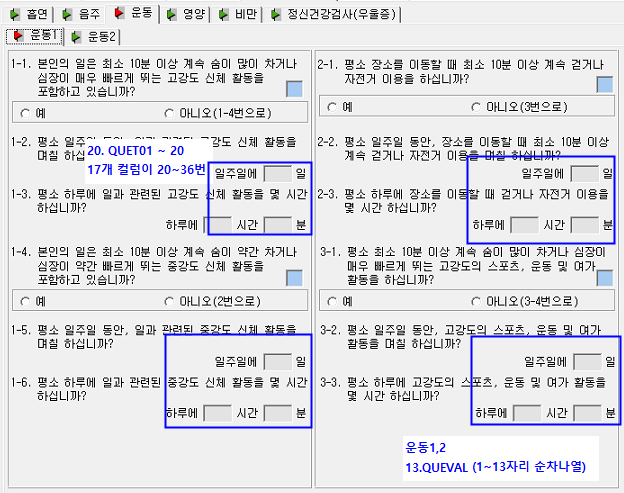 흡연 음주 운동 영양 비만 정신건강검사(우울증)
운동1 운동2
1-1. 본인의 일은 최소 10분 이상 계속 숨이 많이 차거나
심장이 매우 빠르게 뛰는 고강도 신체 활동을
포함하고 있습니까?
예 아니오(1-4번으로)
1-2. 평소 일주일 동안, 일과 관련된 고강도 신체 활동을
며칠 하십
20. QUET01 ~ 20
17개 컬럼이 20~36번
일주일에 일
1-3. 평소 하루에 일과 관련된 고강도 신체 활동을 몇 시간
하십니까?
하루에 시간 분
1-4. 본인의 일은 최소 10분 이상 계속 숨이 약간 차거나
심장이 약간 빠르게 뛰는 중강도 신체 활동을
포함하고 있습니까?
예 아니오(2번으로)
1-5. 평소 일주일 동안, 일과 관련된 중강도 신체 활동을
며칠 하십니까?
일주일에 일
1-6. 평소 하루에 일과 관련된 중강도 신체 활동을 몇 시간
하십니까?
하루에 시간 분
2-1. 평소 장소를 이동할 때 최소 10분 이상 계속 걷거나
자전거 이용을 하십니까?
예 아니오(3번으로)
2-2. 평소 일주일 동안, 장소를 이동할 때 최소 10분 이상
계속 걷거나 자전거 이용을 며칠 하십니까?
일주일에 일
2-3. 평소 하루에 장소를 이동할 때 걷거나 자전거 이용을
몇 시간 하십니까?
하루에 시간 분
3-1. 평소 최소 10분 이상 계속 숨이 많이 차거나 심장이
매우 빠르게 뛰는 고강도의 스포츠, 운동 및 여가
활동을 하십니까?
예 아니오(3-4번으로)
3-2. 평소 일주일 동안, 고강도의 스포츠, 운동 및 여가
활동을 며칠 하십니까?
일주일에 일
3-3. 평소 하루에 고강도의 스포츠, 운동 및 여가 활동을
몇 시간 하십니까?
하루에 시간 분
운동1,2
13.QUEVAL (1~13자리 순차나열)